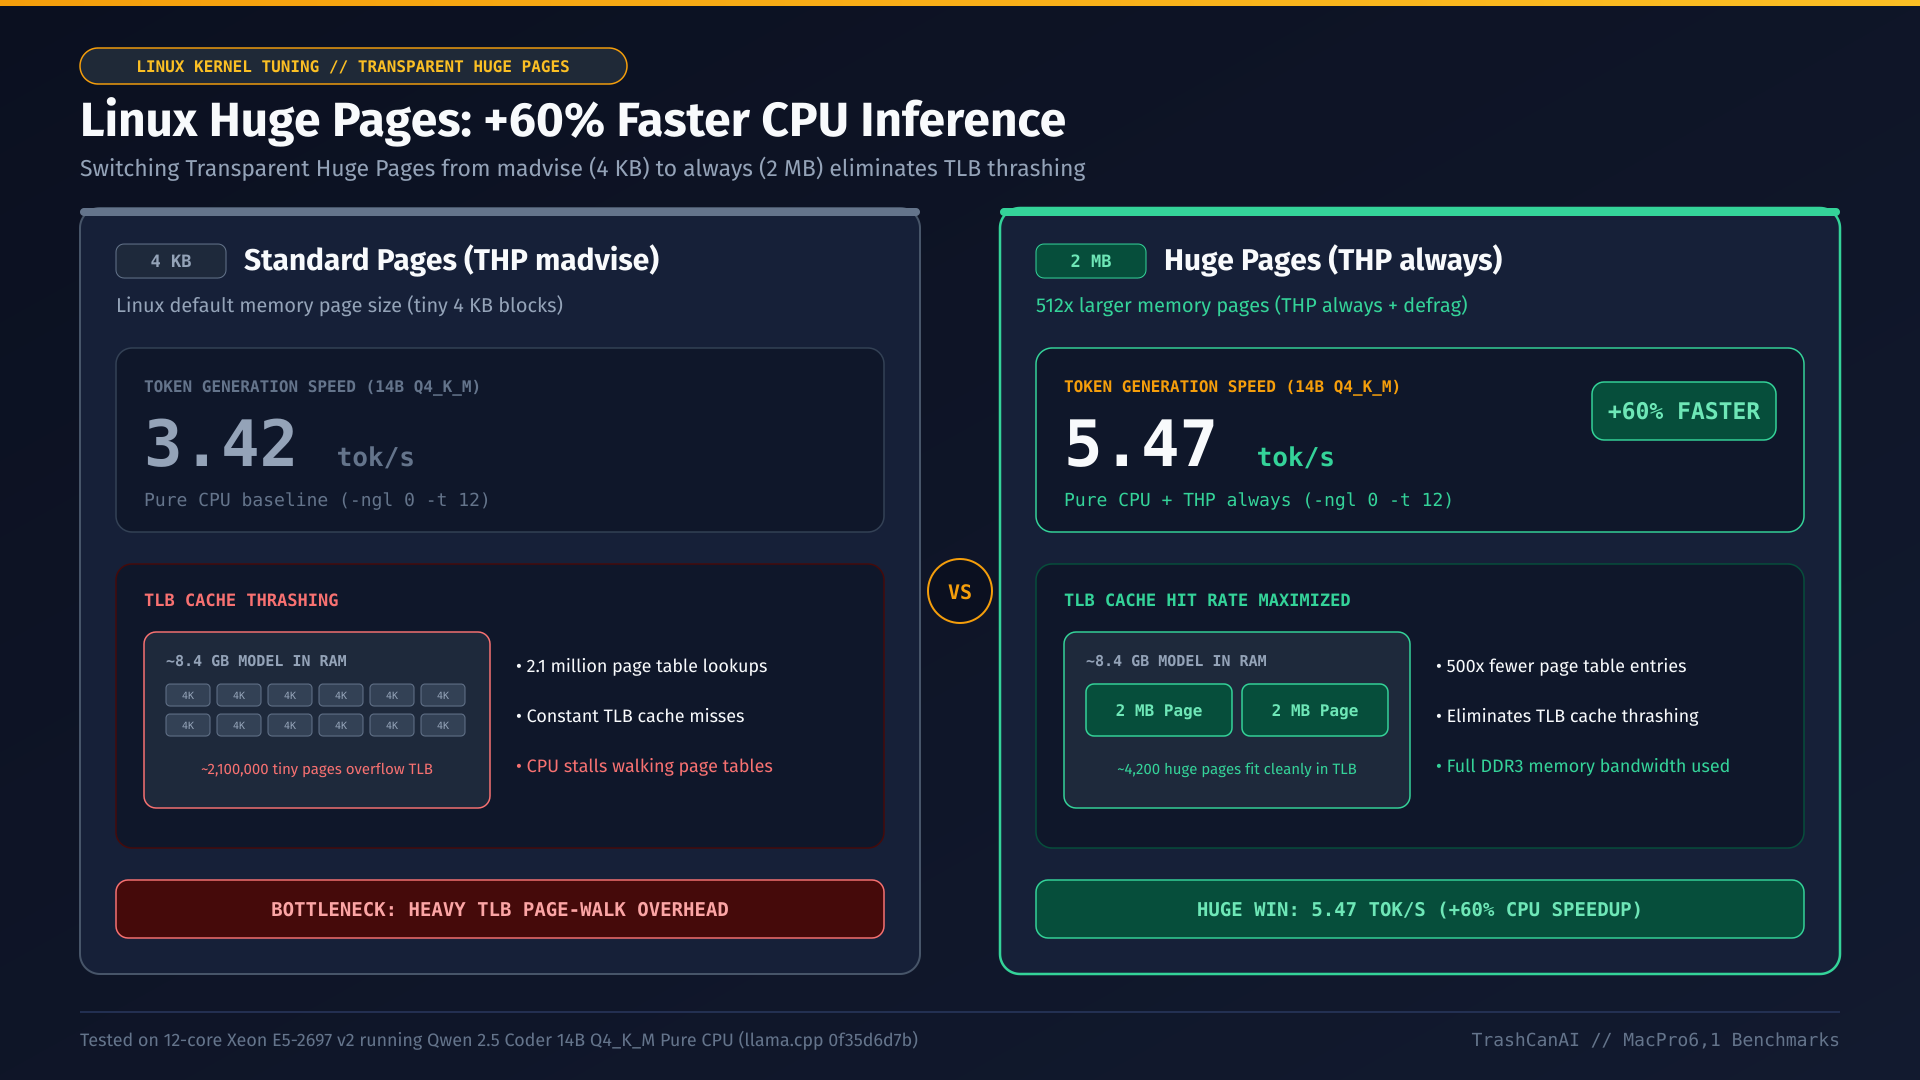 LINUX KERNEL TUNING // TRANSPARENT HUGE PAGES
Linux Huge Pages: +60% Faster CPU Inference
Switching Transparent Huge Pages from madvise (4 KB) to always (2 MB) eliminates TLB thrashing
4 KB
Standard Pages (THP madvise)
Linux default memory page size (tiny 4 KB blocks)
TOKEN GENERATION SPEED (14B Q4_K_M)
3.42 tok/s
Pure CPU baseline (-ngl 0 -t 12)
TLB CACHE THRASHING
~8.4 GB MODEL IN RAM
4K 4K 4K 4K 4K 4K
4K 4K 4K 4K 4K 4K
~2,100,000 tiny pages overflow TLB
• 2.1 million page table lookups
• Constant TLB cache misses
• CPU stalls walking page tables
BOTTLENECK: HEAVY TLB PAGE-WALK OVERHEAD
VS
2 MB
Huge Pages (THP always)
512x larger memory pages (THP always + defrag)
TOKEN GENERATION SPEED (14B Q4_K_M)
5.47 tok/s
+60% FASTER
Pure CPU + THP always (-ngl 0 -t 12)
TLB CACHE HIT RATE MAXIMIZED
~8.4 GB MODEL IN RAM
2 MB Page 2 MB Page
~4,200 huge pages fit cleanly in TLB
• 500x fewer page table entries
• Eliminates TLB cache thrashing
• Full DDR3 memory bandwidth used
HUGE WIN: 5.47 TOK/S (+60% CPU SPEEDUP)
Tested on 12-core Xeon E5-2697 v2 running Qwen 2.5 Coder 14B Q4_K_M Pure CPU (llama.cpp 0f35d6d7b)
TrashCanAI // MacPro6,1 Benchmarks